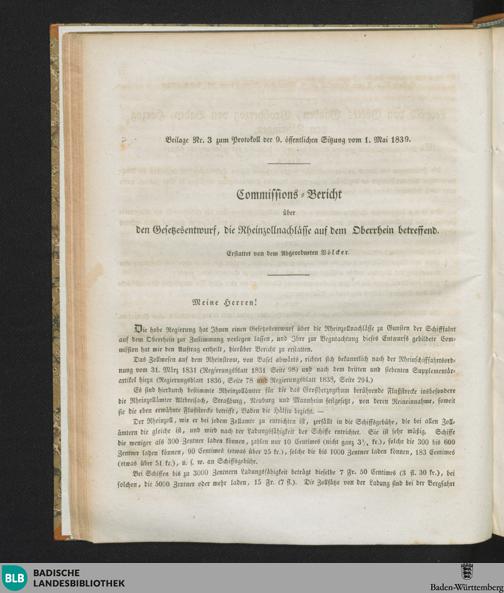 Beilage Nr. 3 zum Protokoll der 9. öffentlichen Sitzung vom 1. Mai 1839.
Commissions-Bericht
über
den Gesetzesentwurf, die Rheinzollnachlässe auf dem Oberrhein betreffend.
Erstattet von dem Abgeordneten Völcker.
Meine Herren!
Die hohe Regierung hat Ihnen einen Gesetzesentwurf über die Rheinzollnachlässe zu Gunsten der Schifffahrt
auf dem Oberrhein zur Zustimmung vorlegen lassen, und Ihre zur Begutachtung dieses Entwurfs gebildete Com-
mission hat mir den Auftrag ertheilt, hierüber Bericht zu erstatten.
Das Zollwesen auf dem Rheinstrom, von Basel abwärts, richtet sich bekanntlich nach der Rheinschifffahrtsord-
nung vom 31. März 1831 (Regierungsblatt 1831 Seite 98) und nach dem dritten und siebenten Supplementar-
artikel hiezu (Regierungsblatt 1836, Seite 78 und Regierungsblatt 1838, Seite 294.)
Es sind hierdurch bestimmte Rheinzollämter für die das Großherzogthum berührende Flußstrecke insbesondere
die Rheinzollämter Altbreisach, Straßburg, Neuburg und Mannheim festgesetzt, von deren Reineinnahme, soweit
sie die eben erwähnte Flußstrecke betrifft, Baden die Hälfte bezieht. —
Der Rheinzoll, wie er bei jedem Zollamte zu entrichten ist, zerfällt in die Schiffsgebühr, die bei allen Zoll-
ämtern die gleiche ist, und wird nach der Ladungsfähigkeit der Schiffe entrichtet. Sie ist sehr mäßig. Schiffe
die weniger als 300 Zentner laden können, zahlen nur 10 Centimes (nicht ganz 3 kr.), solche die 300 bis 600
Zentner laden können, 90 Centimes (etwas über 25 kr.), solche die bis 1000 Zentner laden können, 183 Centimes
(etwas über 51 kr.), u. s. w. an Schiffsgebühr.
Bei Schiffen bis zu 3000 Zentnern Ladungsfähigkeit beträgt dieselbe 7 Fr. 50 Centimes (3 fl. 30 kr.), bei
solchen, die 5000 Zentner oder mehr laden, 15 Fr. (7 fl.). Die Zollsätze von der Ladung sind bei der Bergfahrt
BLB
BADISCHE
LANDESBIBLIOTHEK
Baden-Württemberg